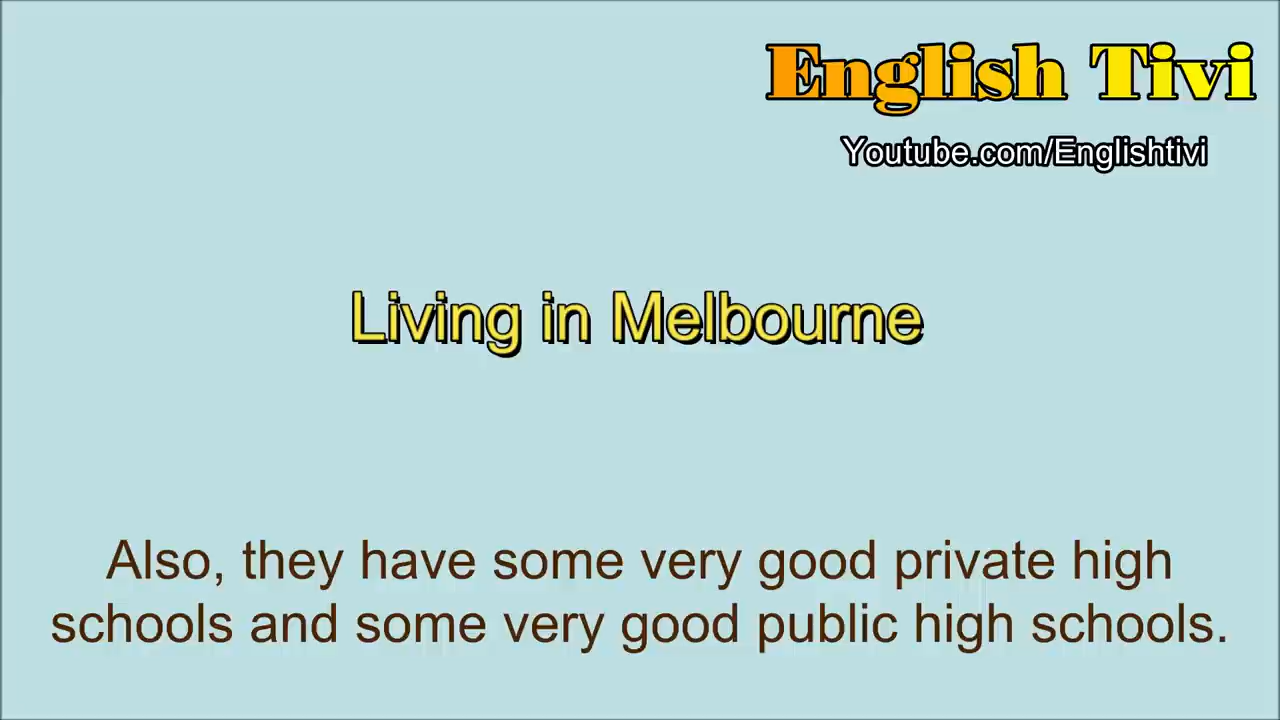 English Tivi
Youtube.com/Englishtivi
Living in Melbourne
Also, they have some very good private high
schools and some very good public high schools.